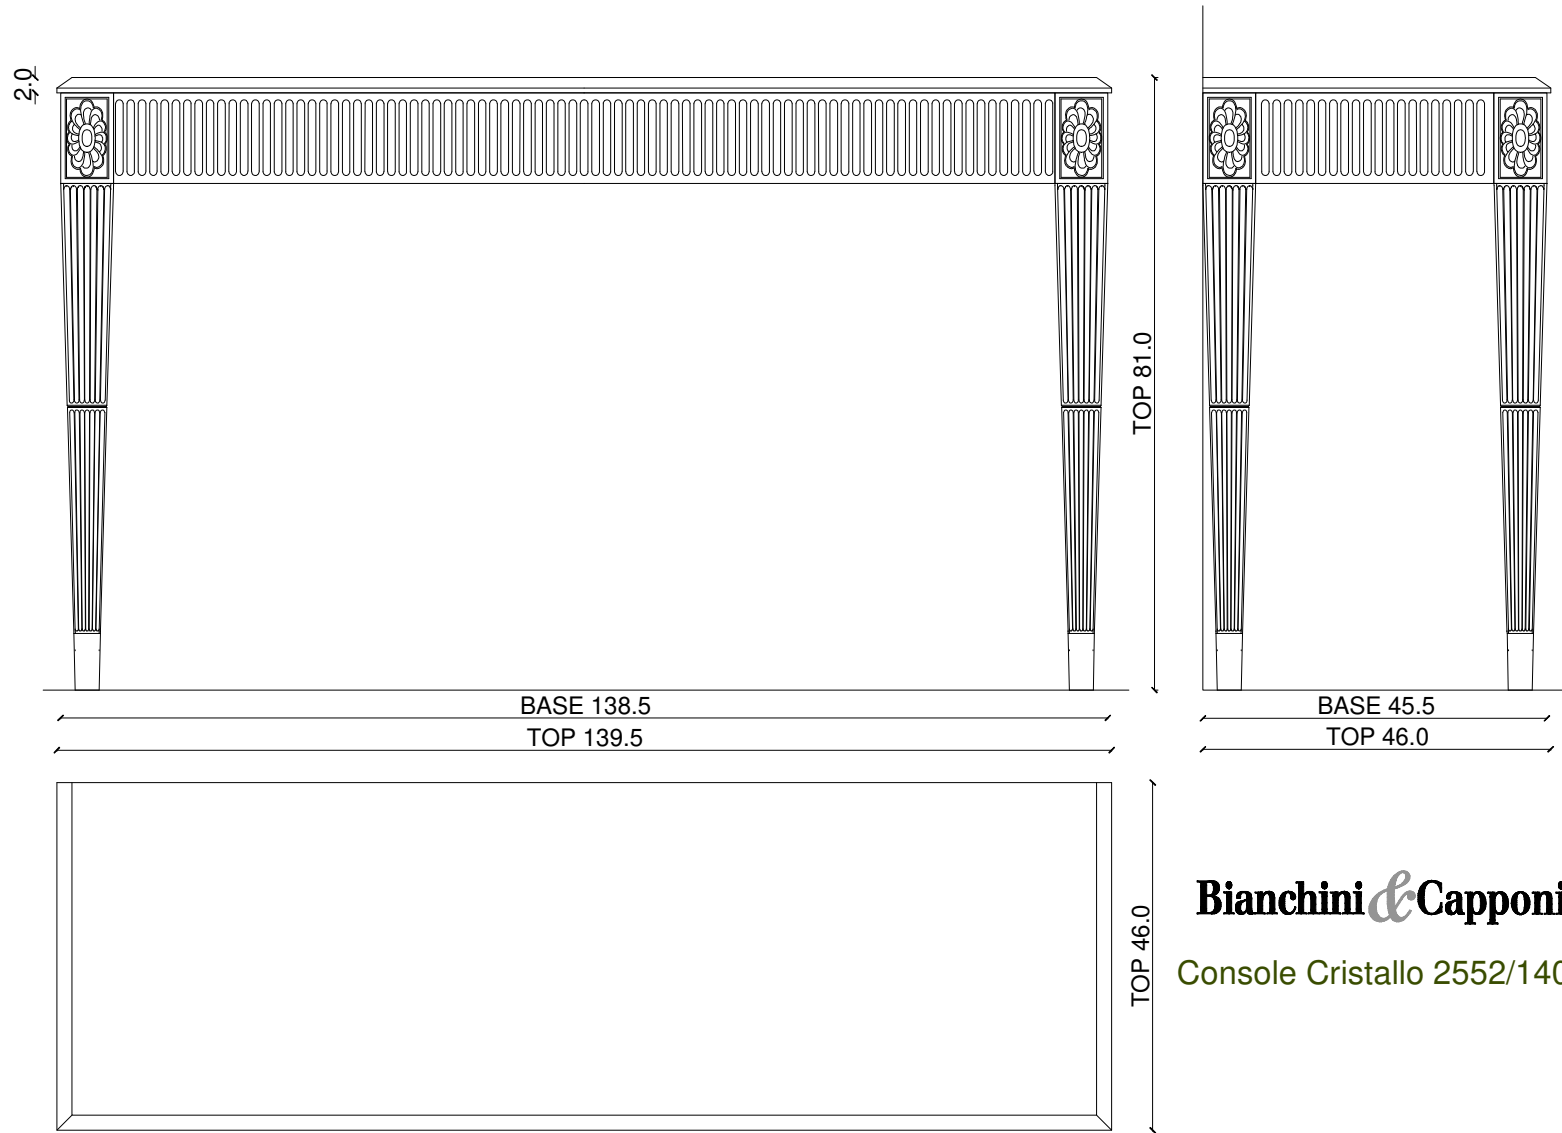 2.0
TOP 81.0
BASE 138.5
TOP 139.5
BASE 45.5
TOP 46.0
TOP 46.0
Bianchini & Capponi
Console Cristallo 2552/140